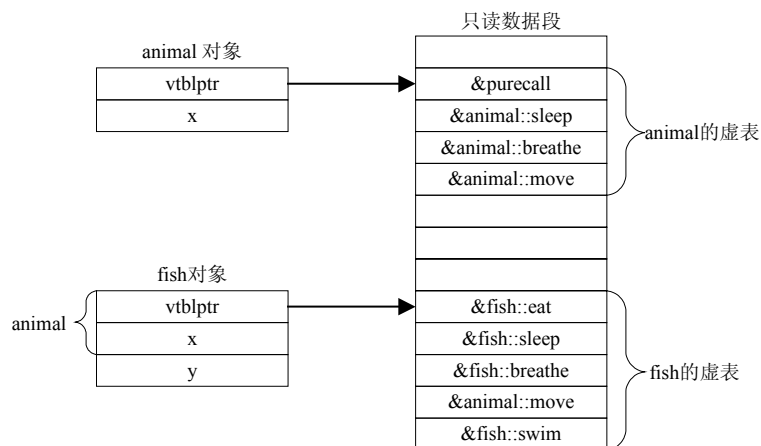 只读数据段
animal 对象
vtblptr
x
&purecall
&animal::sleep
&animal::breathe
&animal::move
animal的虚表
fish对象
animal
vtblptr
x
y
&fish::eat
&fish::sleep
&fish::breathe
&animal::move
&fish::swim
fish的虚表